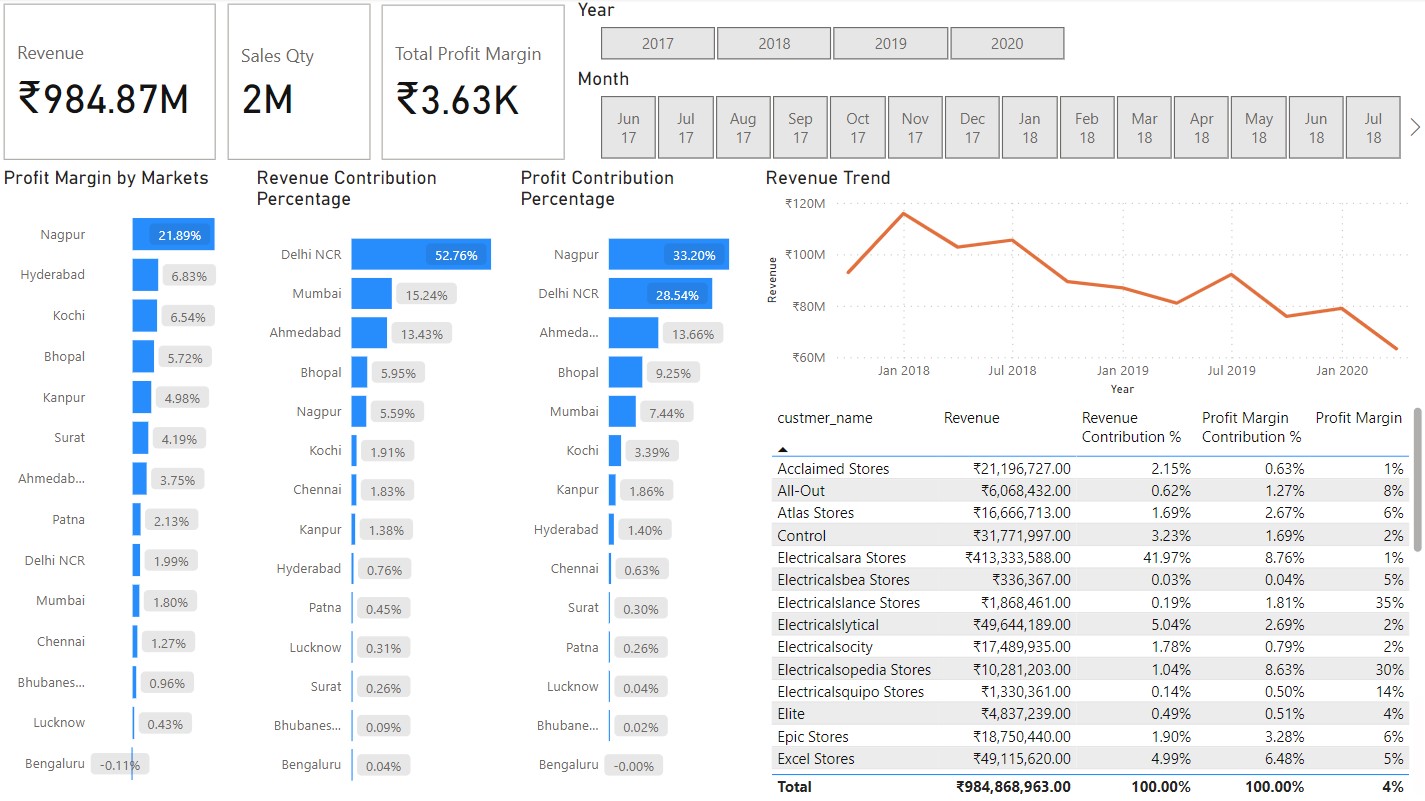 Revenue
₹984.87M
Sales Qty
2M
Total Profit Margin
₹3.63K
Year
2017 2018 2019 2020
Month
Jun Jul Aug Sep Oct Nov Dec Jan Feb Mar Apr May Jun Jul
17 17 17 17 17 17 17 18 18 18 18 18 18 18
Profit Margin by Markets
Nagpur 21.89%
Hyderabad 6.83%
Kochi 6.54%
Bhopal 5.72%
Kanpur 4.98%
Surat 4.19%
Ahmedab... 3.75%
Patna 2.13%
Delhi NCR 1.99%
Mumbai 1.80%
Chennai 1.27%
Bhubanes... 0.96%
Lucknow 0.43%
Bengaluru -0.11%
Revenue Contribution
Percentage
Delhi NCR 52.76%
Mumbai 15.24%
Ahmedabad 13.43%
Bhopal 5.95%
Nagpur 5.59%
Kochi 1.91%
Chennai 1.83%
Kanpur 1.38%
Hyderabad 0.76%
Patna 0.45%
Lucknow 0.31%
Surat 0.26%
Bhubanes... 0.09%
Bengaluru 0.04%
Profit Contribution
Percentage
Nagpur 33.20%
Delhi NCR 28.54%
Ahmeda... 13.66%
Bhopal 9.25%
Mumbai 7.44%
Kochi 3.39%
Kanpur 1.86%
Hyderabad 1.40%
Chennai 0.63%
Surat 0.30%
Patna 0.26%
Lucknow 0.04%
Bhubane... 0.02%
Bengaluru -0.00%
Revenue Trend
₹120M
₹100M
₹80M
₹60M
Revenue
Jan 2018 Jul 2018 Jan 2019 Jul 2019 Jan 2020
Year
custmer_name Revenue Revenue Profit Margin Profit Margin
Contribution % Contribution %
Acclaimed Stores ₹21,196,727.00 2.15% 0.63% 1%
All-Out ₹6,068,432.00 0.62% 1.27% 8%
Atlas Stores ₹16,666,713.00 1.69% 2.67% 6%
Control ₹31,771,997.00 3.23% 1.69% 2%
Electricalsara Stores ₹413,333,588.00 41.97% 8.76% 1%
Electricalsbea Stores ₹336,367.00 0.03% 0.04% 5%
Electricalslance Stores ₹1,868,461.00 0.19% 1.81% 35%
Electricalslytical ₹49,644,189.00 5.04% 2.69% 2%
Electricalsocity ₹17,489,935.00 1.78% 0.79% 2%
Electricalsopedia Stores ₹10,281,203.00 1.04% 8.63% 30%
Electricalsquipo Stores ₹1,330,361.00 0.14% 0.50% 14%
Elite ₹4,837,239.00 0.49% 0.51% 4%
Epic Stores ₹18,750,440.00 1.90% 3.28% 6%
Excel Stores ₹49,115,620.00 4.99% 6.48% 5%
Total ₹984,868,963.00 100.00% 100.00% 4%